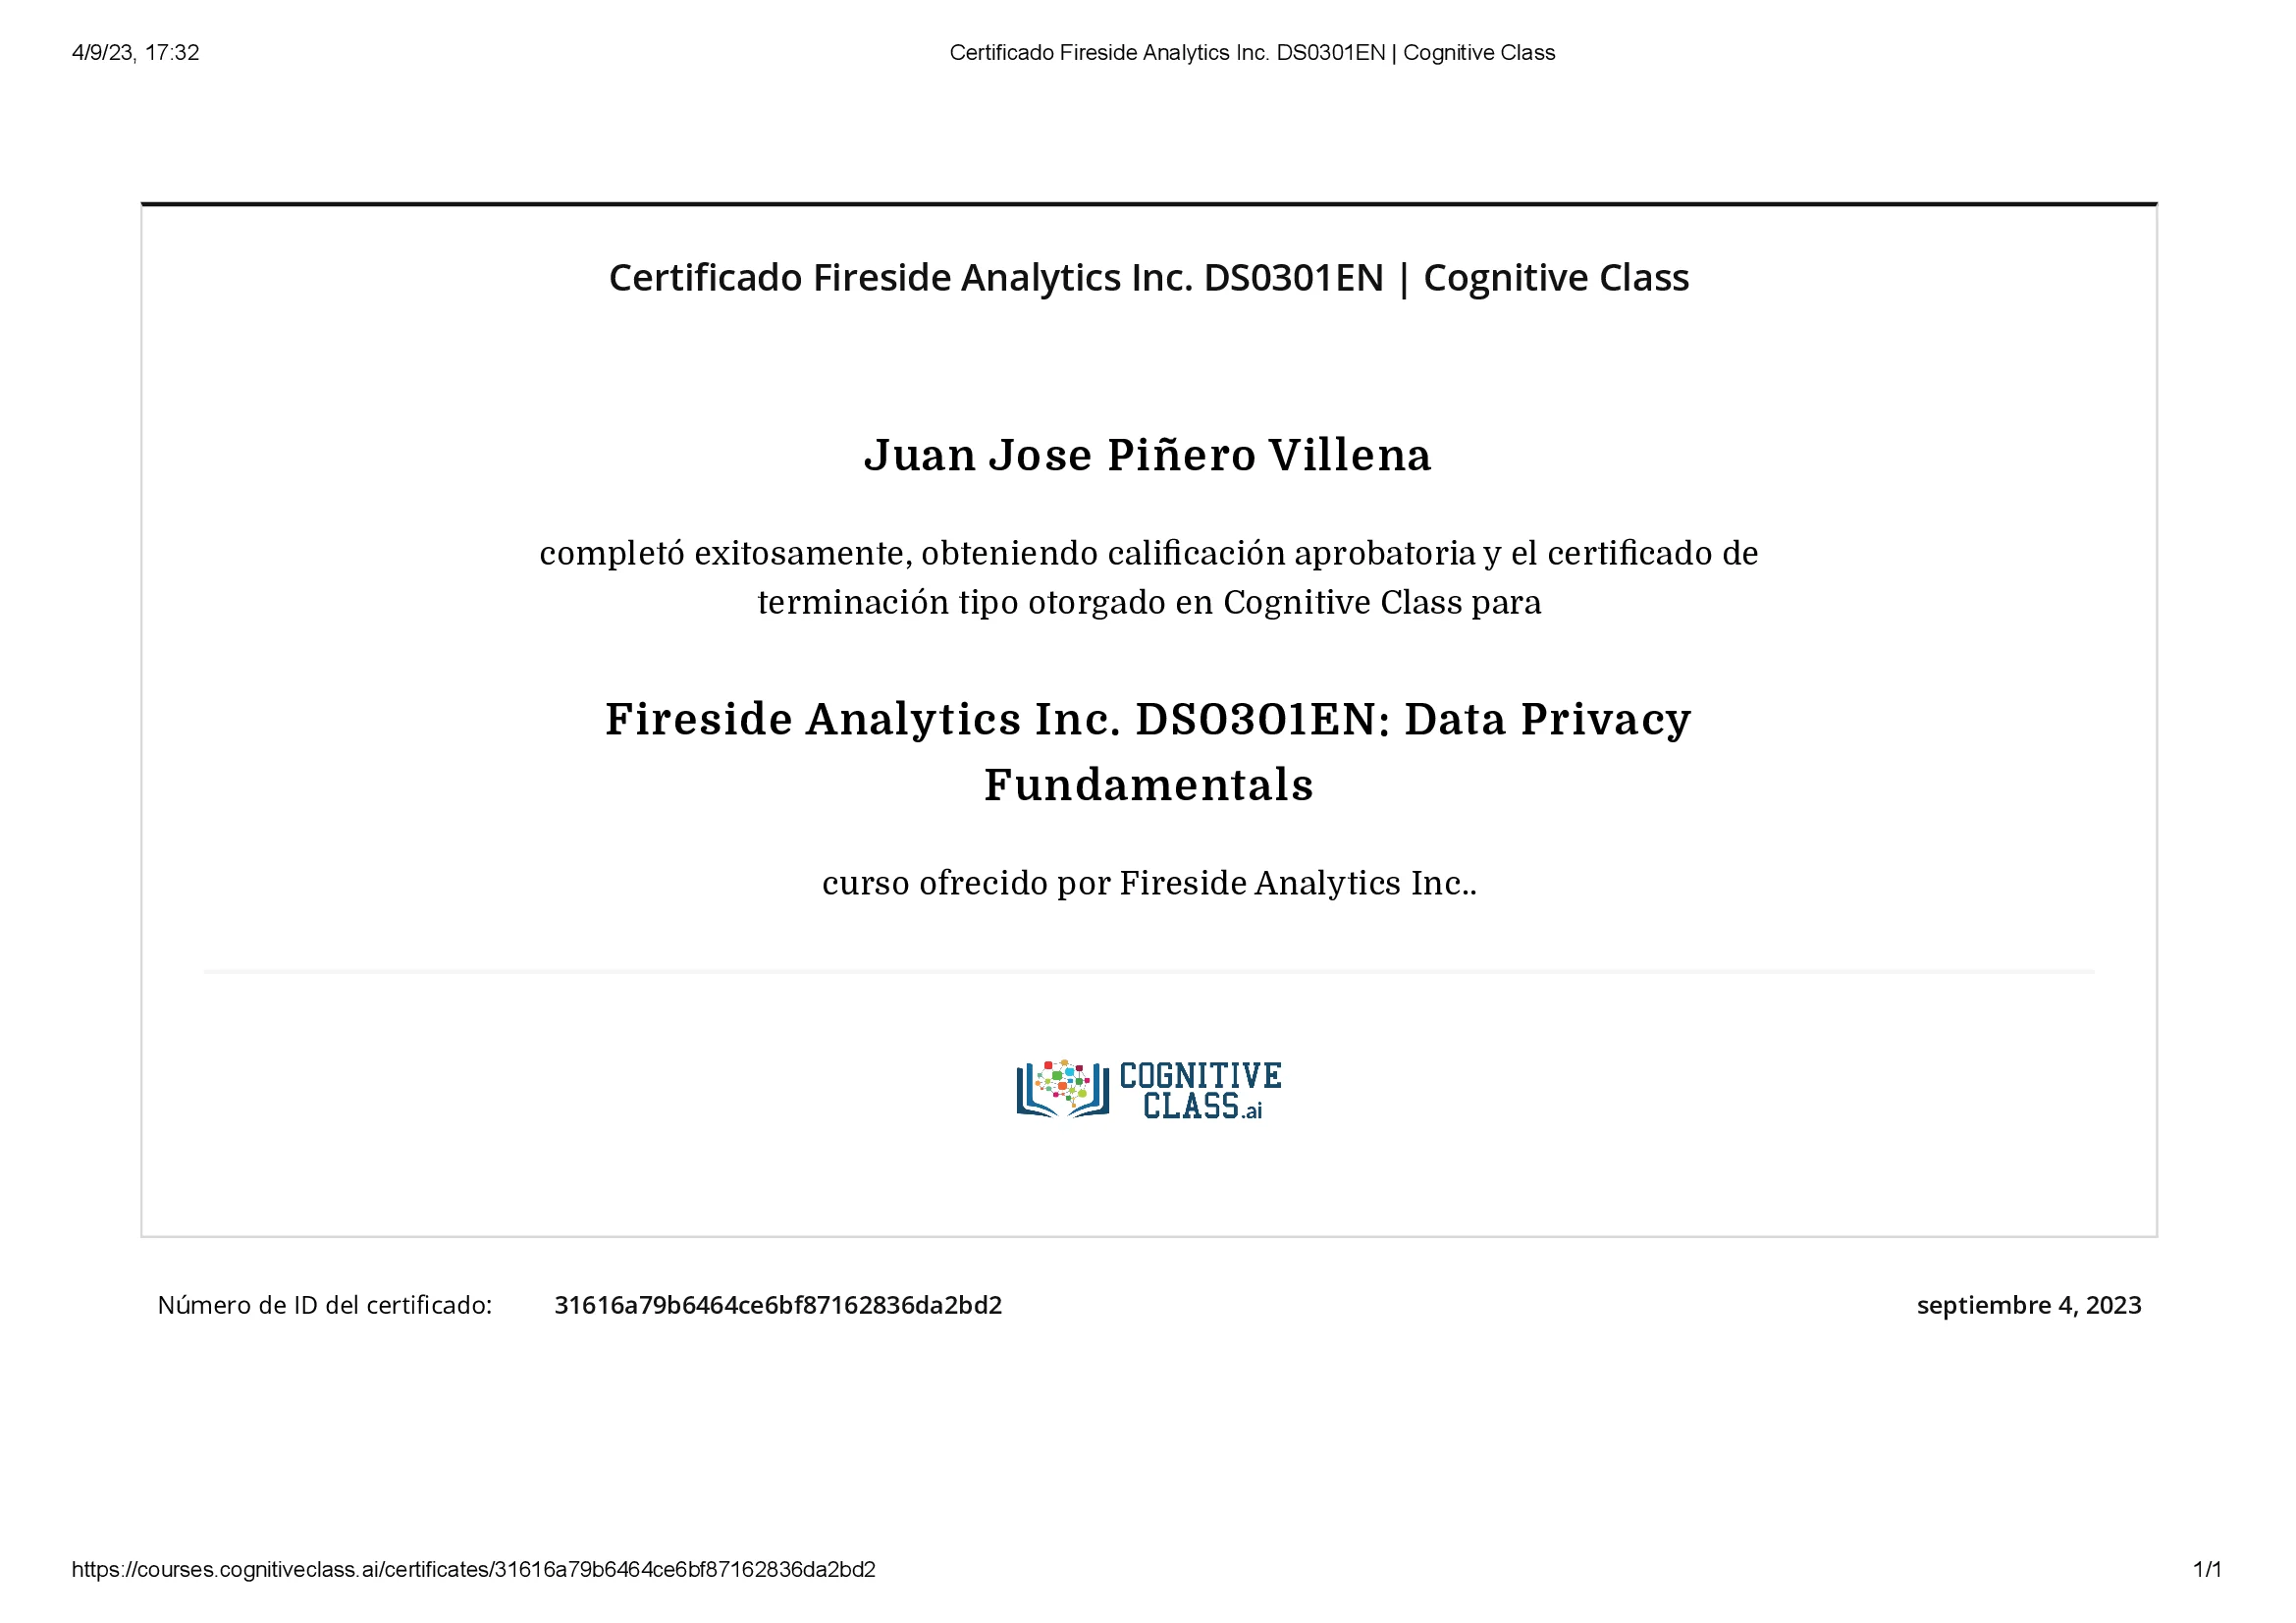 4/9/23, 17:32
Certificado Fireside Analytics Inc. DS0301EN | Cognitive Class
Certificado Fireside Analytics Inc. DS0301EN | Cognitive Class
Juan Jose Piñero Villena
completó exitosamente, obteniendo calificación aprobatoria y el certificado de
terminación tipo otorgado en Cognitive Class para
Fireside Analytics Inc. DS0301EN: Data Privacy
Fundamentals
curso ofrecido por Fireside Analytics Inc..
COGNITIVE
CLASS.ai
Número de ID del certificado: 31616a79b6464ce6bf87162836da2bd2 septiembre 4, 2023
https://courses.cognitiveclass.ai/certificates/31616a79b6464ce6bf87162836da2bd2 1/1